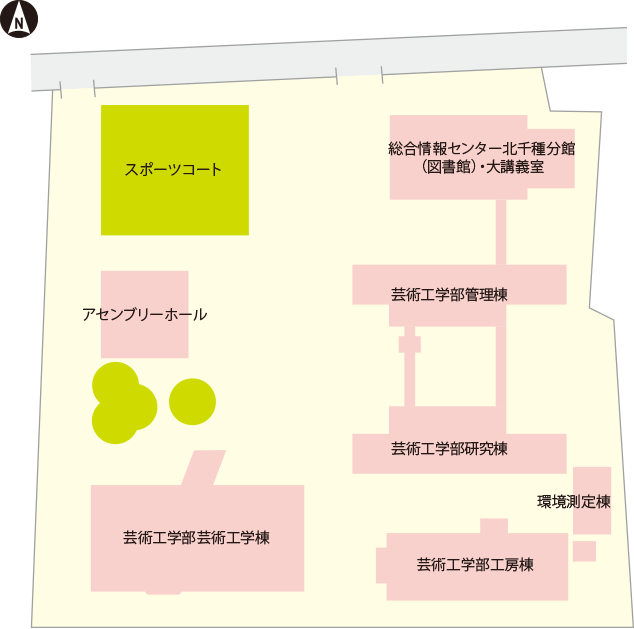 N
総合情報センター北千種分館
（図書館）・大講義室
スポーツコート
芸術工学部管理棟
アセンブリーホール
芸術工学部研究棟
環境測定棟
芸術工学部芸術工学棟
芸術工学部工房棟